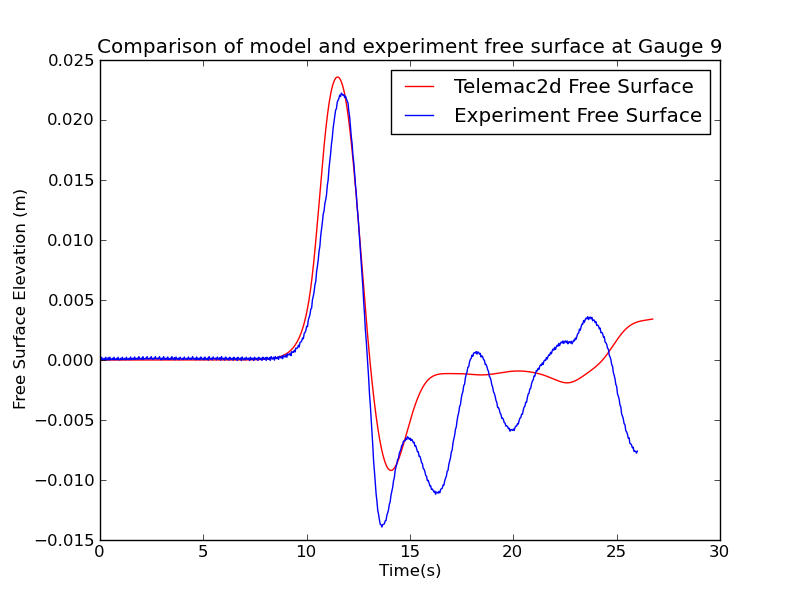 Comparison of model and experiment free surface at Gauge 9
Telemac2d Free Surface
Experiment Free Surface
Free Surface Elevation (m)
0.025
0.020
0.015
0.010
0.005
0.000
−0.005
−0.010
−0.015
0 5 10 15 20 25 30
Time(s)